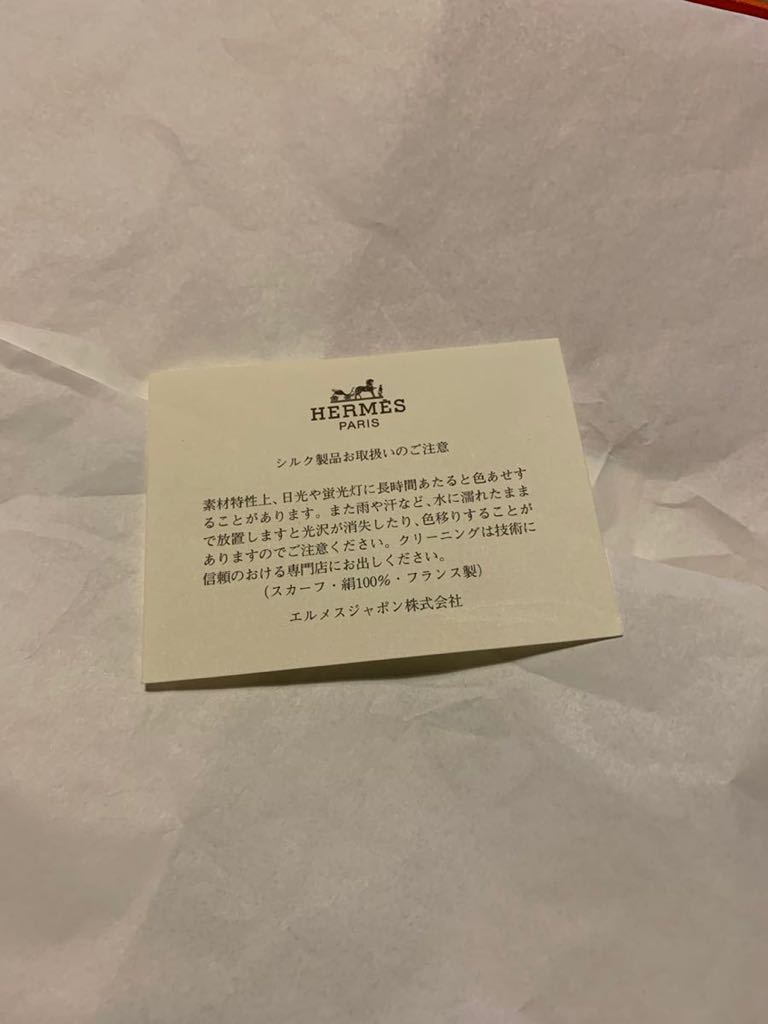 HERMÈS
PARIS
シルク製品お取扱いのご注意
素材特性上、日光や蛍光灯に長時間あたると色あせす
ることがあります。また雨や汗など、水に濡れたまま
で放置しますと光沢が消失したり、色移りすることが
ありますのでご注意ください。クリーニングは技術に
信頼のおける専門店にお出しください。
(スカーフ・絹100%・フランス製)
エルメスジャポン株式会社